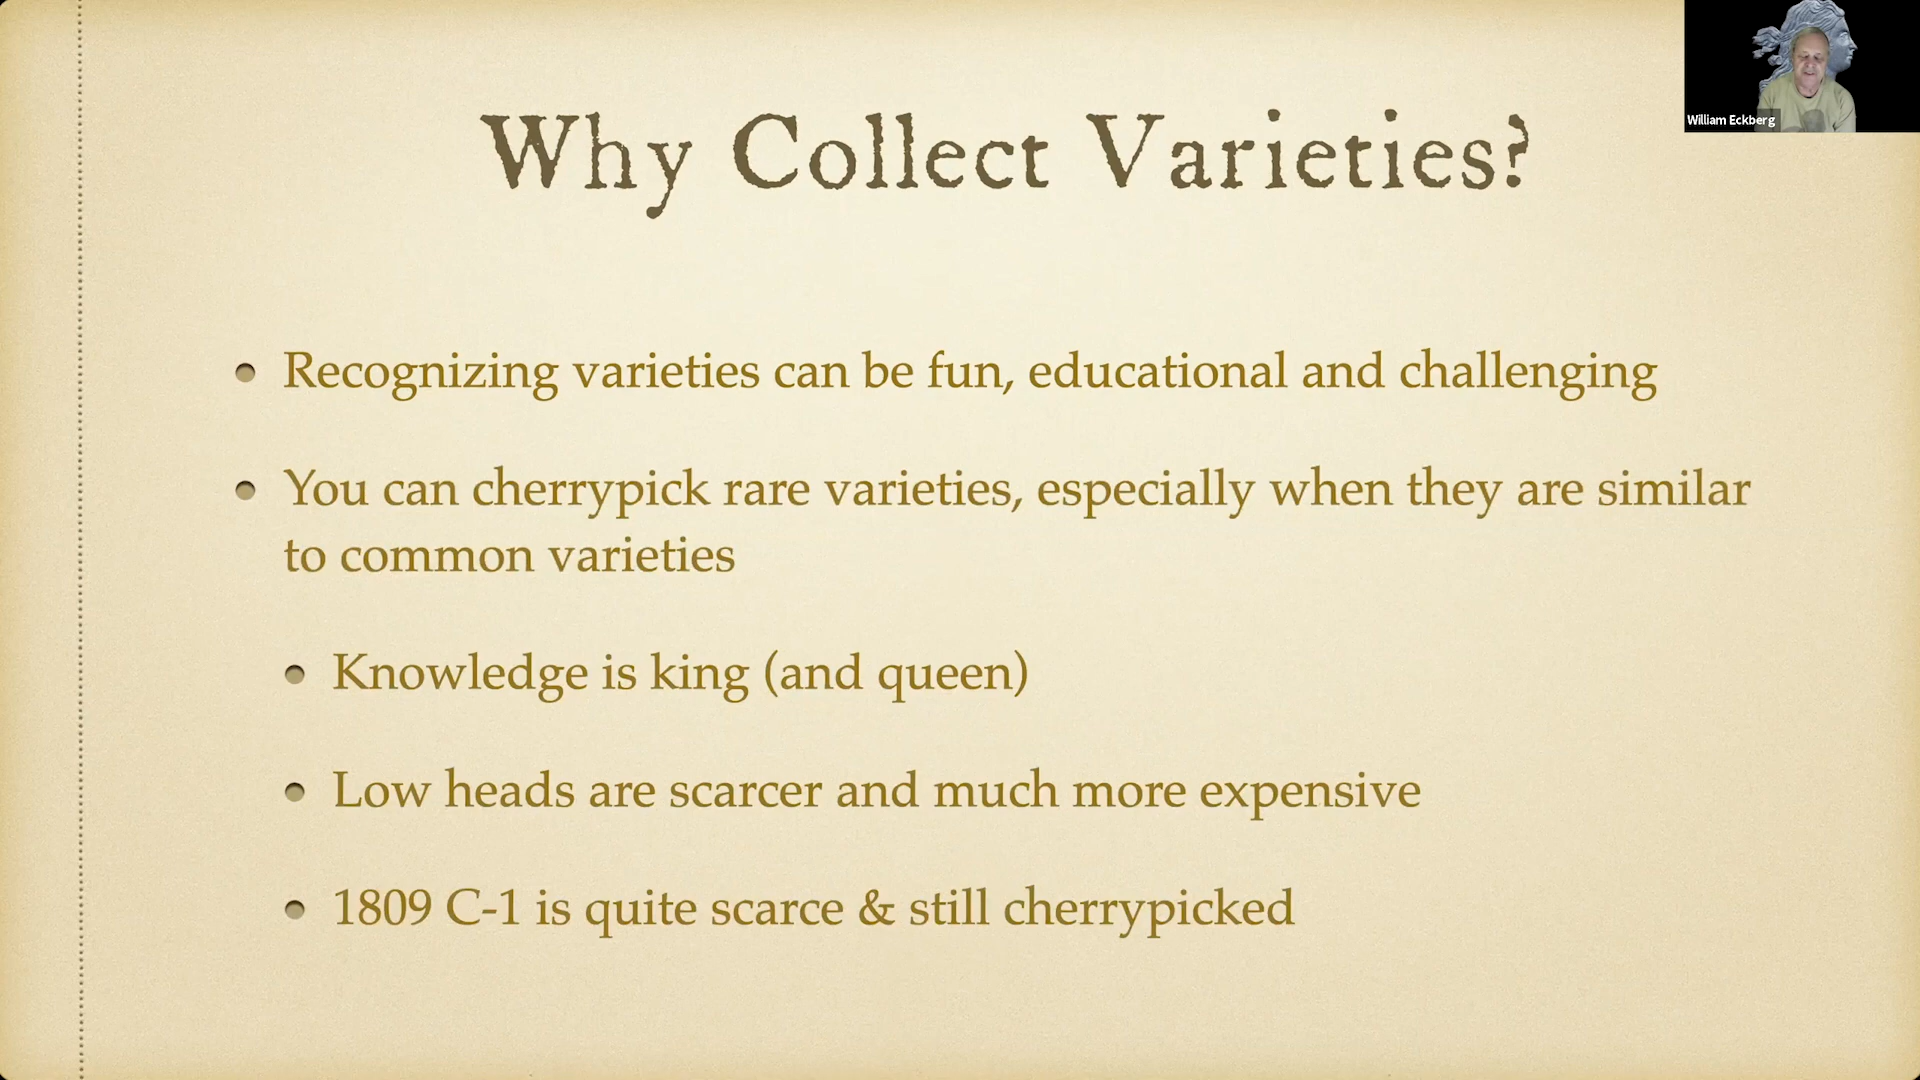 Why Collect Varieties?
William Eckberg
Recognizing varieties can be fun, educational and challenging
You can cherrypick rare varieties, especially when they are similar
to common varieties
Knowledge is king (and queen)
Low heads are scarcer and much more expensive
1809 C-1 is quite scarce & still cherrypicked